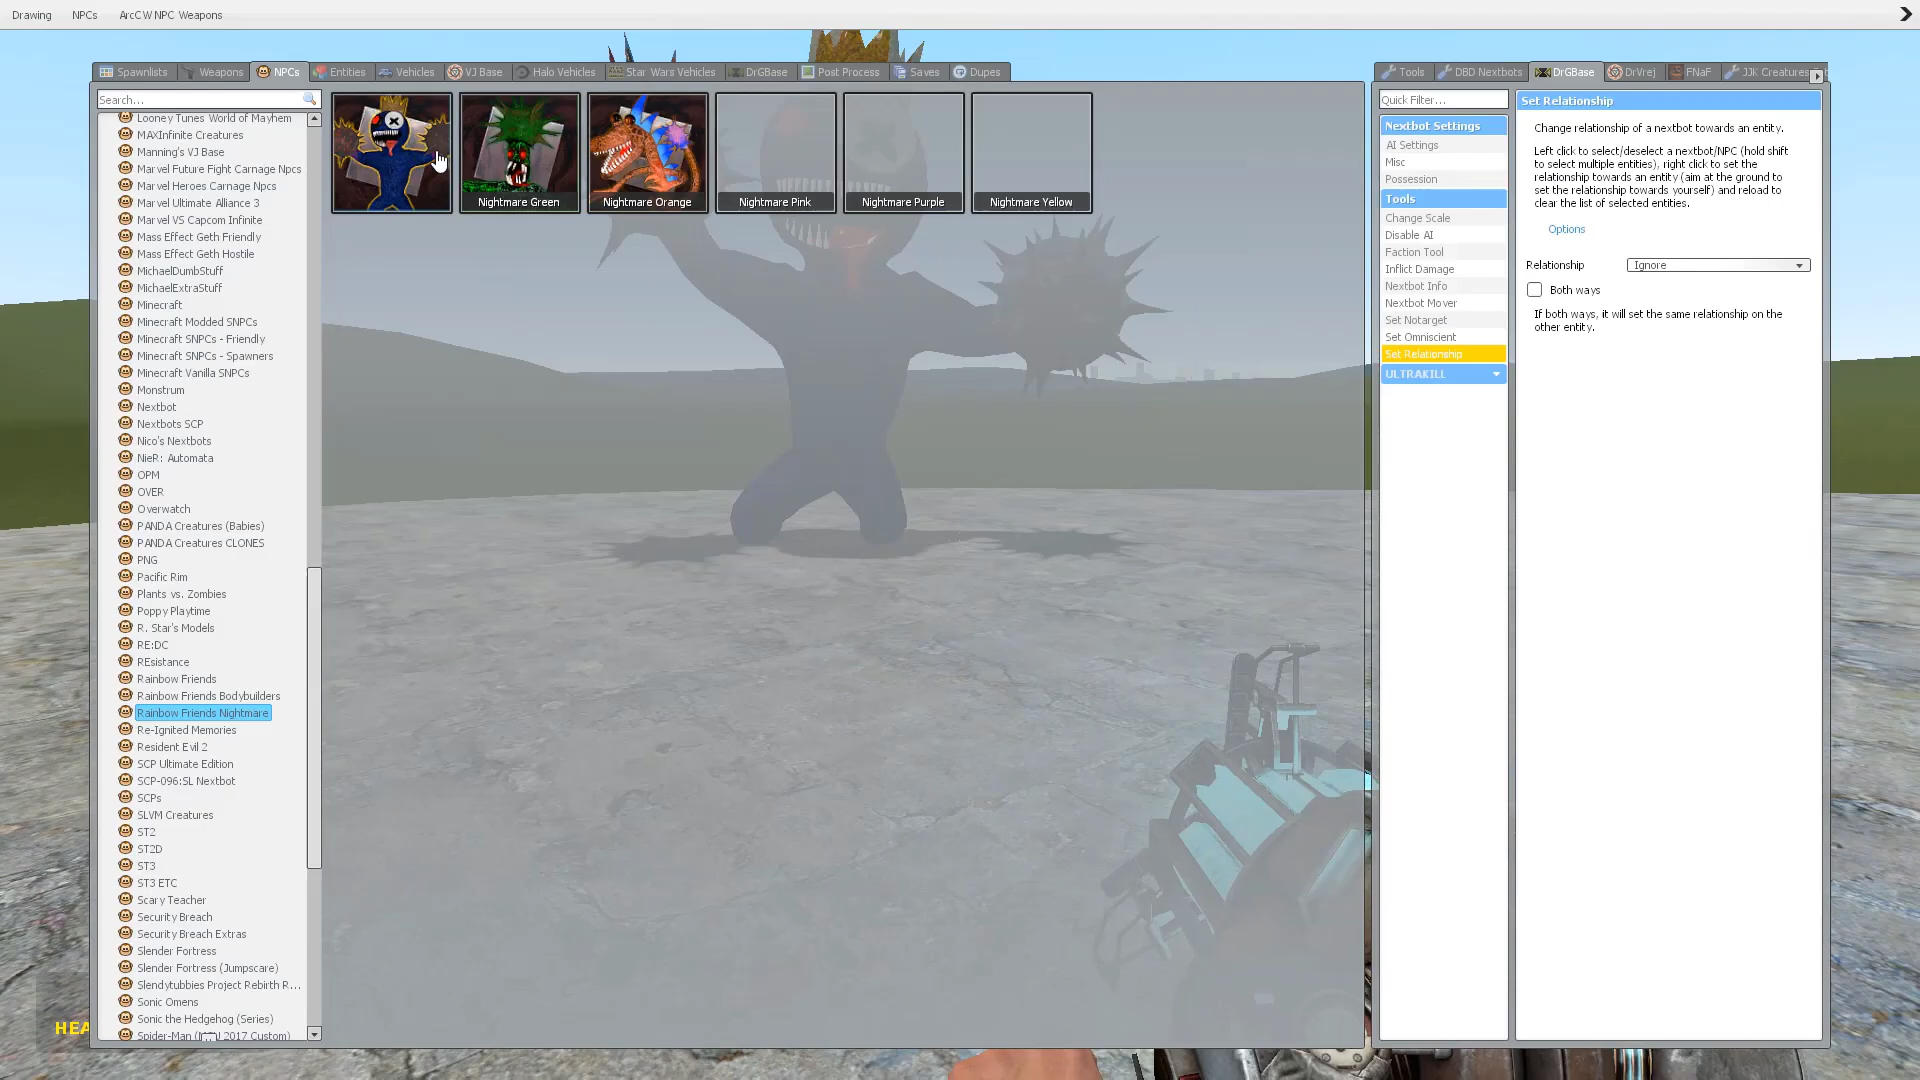 Drawing NPCs ArcCW NPC Weapons
Spawnlists Weapons NPCs Entities Vehicles VJ Base Halo Vehicles Star Wars Vehicles DrGBase Post Process Saves Dupes
Search...
Looney Tunes World of Mayhem
MAXInfinite Creatures
Manning's VJ Base
Marvel Future Fight Carnage Npcs
Marvel Heroes Carnage Npcs
Marvel Ultimate Alliance 3
Marvel VS Capcom Infinite
Mass Effect Geth Friendly
Mass Effect Geth Hostile
MichaelDumbStuff
MichaelExtraStuff
Minecraft
Minecraft Modded SNPCs
Minecraft SNPCs - Friendly
Minecraft SNPCs - Spawners
Minecraft Vanilla SNPCs
Monstrum
Nextbot
Nextbots SCP
Nico's Nextbots
NieR: Automata
OPM
OVER
Overwatch
PANDA Creatures (Babies)
PANDA Creatures CLONES
PNG
Pacific Rim
Plants vs. Zombies
Poppy Playtime
R. Star's Models
RE:DC
REsistance
Rainbow Friends
Rainbow Friends Bodybuilders
Rainbow Friends Nightmare
Re-Ignited Memories
Resident Evil 2
SCP Ultimate Edition
SCP-096:SL Nextbot
SCPs
SLVM Creatures
ST2
ST2D
ST3
ST3 ETC
Scary Teacher
Security Breach
Security Breach Extras
Slender Fortress
Slender Fortress (Jumpscare)
Slendytubbies Project Rebirth R...
Sonic Omens
Sonic the Hedgehog (Series)
Spider-Man ( 2017 Custom)
HEA
Nightmare Green Nightmare Orange Nightmare Pink Nightmare Purple Nightmare Yellow
Tools DBD Nextbots DrGBase DrVrej FNaF JJK Creatures
Quick Filter...
Nextbot Settings
AI Settings
Misc
Possession
Tools
Change Scale
Disable AI
Faction Tool
Inflict Damage
Nextbot Info
Nextbot Mover
Set Notarget
Set Omniscient
Set Relationship
ULTRAKILL
Set Relationship
Change relationship of a nextbot towards an entity.
Left click to select/deselect a nextbot/NPC (hold shift
to select multiple entities), right click to set the
relationship towards an entity (aim at the ground to
set the relationship towards yourself) and reload to
clear the list of selected entities.
Options
Relationship Ignore
Both ways
If both ways, it will set the same relationship on the
other entity.